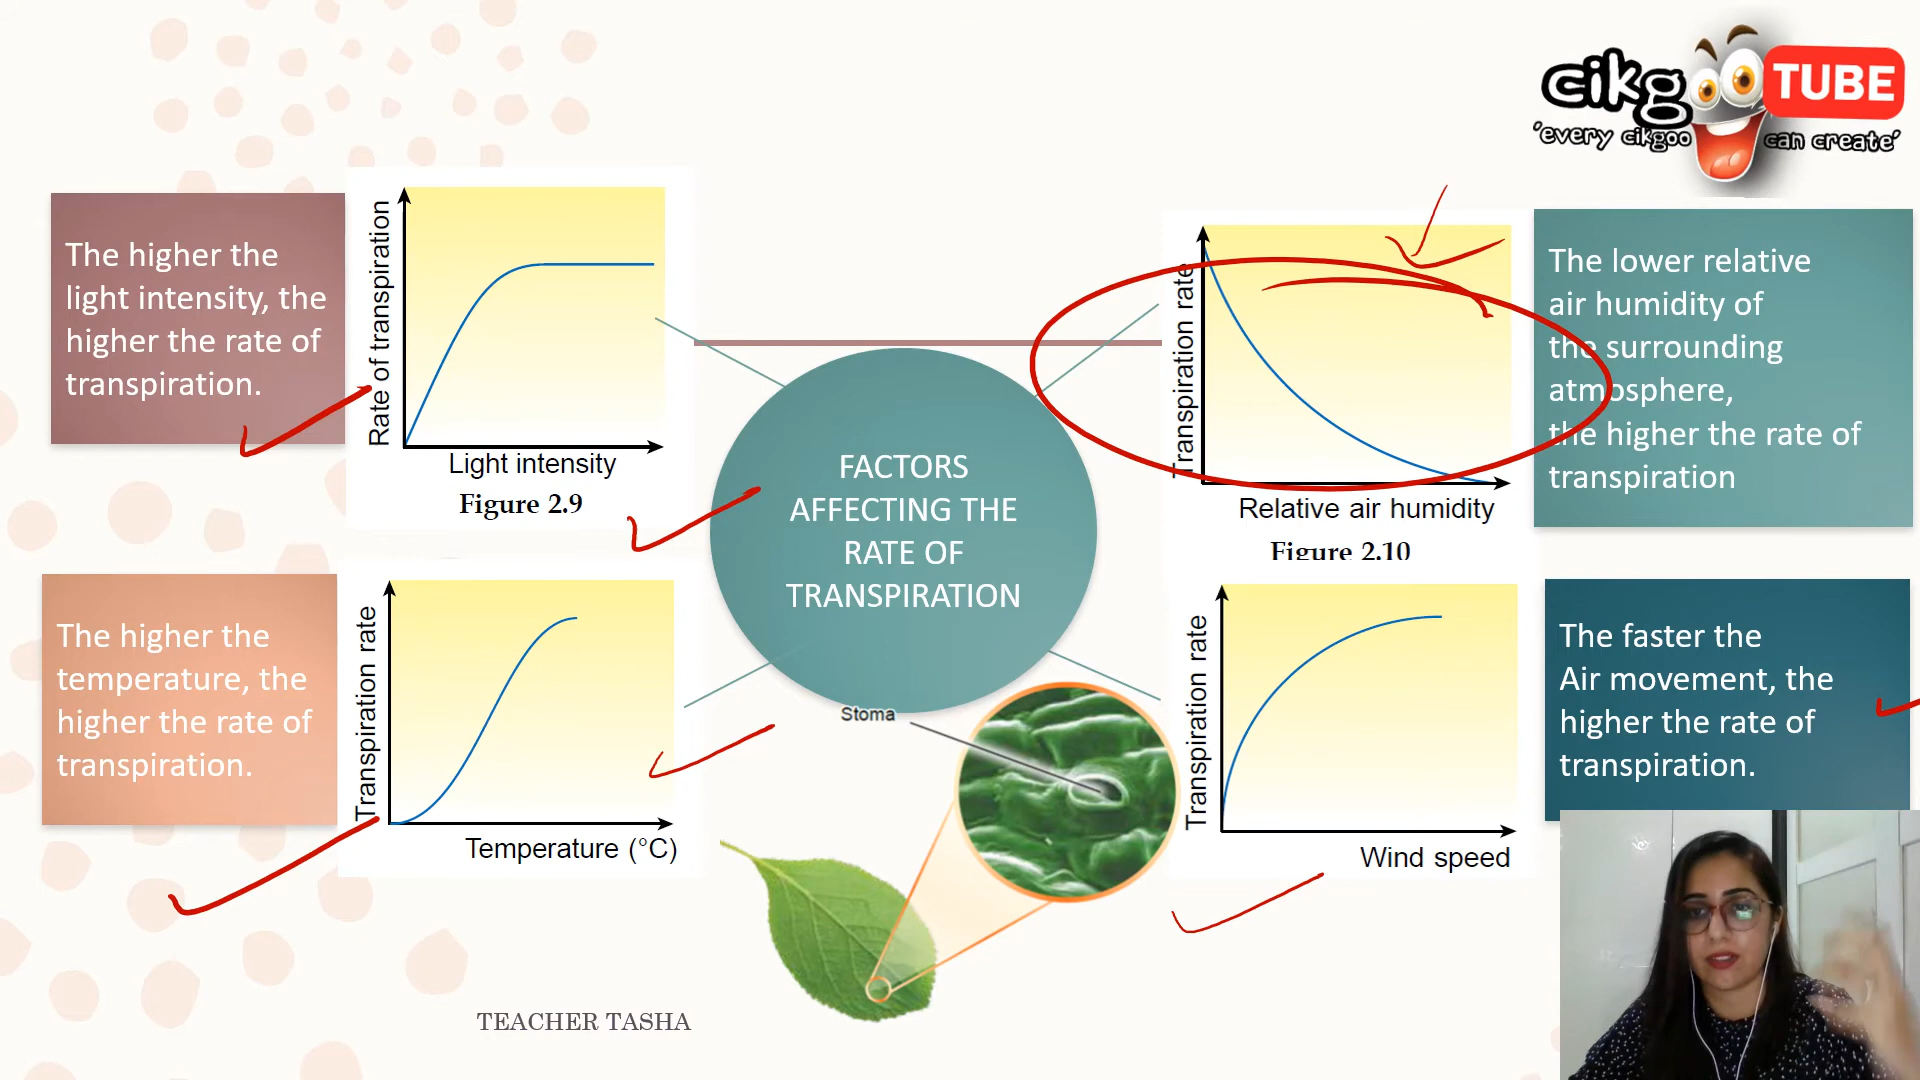 cikgoo TUBE
'every cikgoo can create'
The higher the
light intensity, the
higher the rate of
transpiration.
Rate of transpiration
Light intensity
Figure 2.9
Transpiration rate
Relative air humidity
Figure 2.10
The lower relative
air humidity of
the surrounding
atmosphere,
the higher the rate of
transpiration
FACTORS
AFFECTING THE
RATE OF
TRANSPIRATION
The higher the
temperature, the
higher the rate of
transpiration.
Transpiration rate
Temperature (°C)
Stoma
Transpiration rate
Wind speed
The faster the
Air movement, the
higher the rate of
transpiration.
TEACHER TASHA